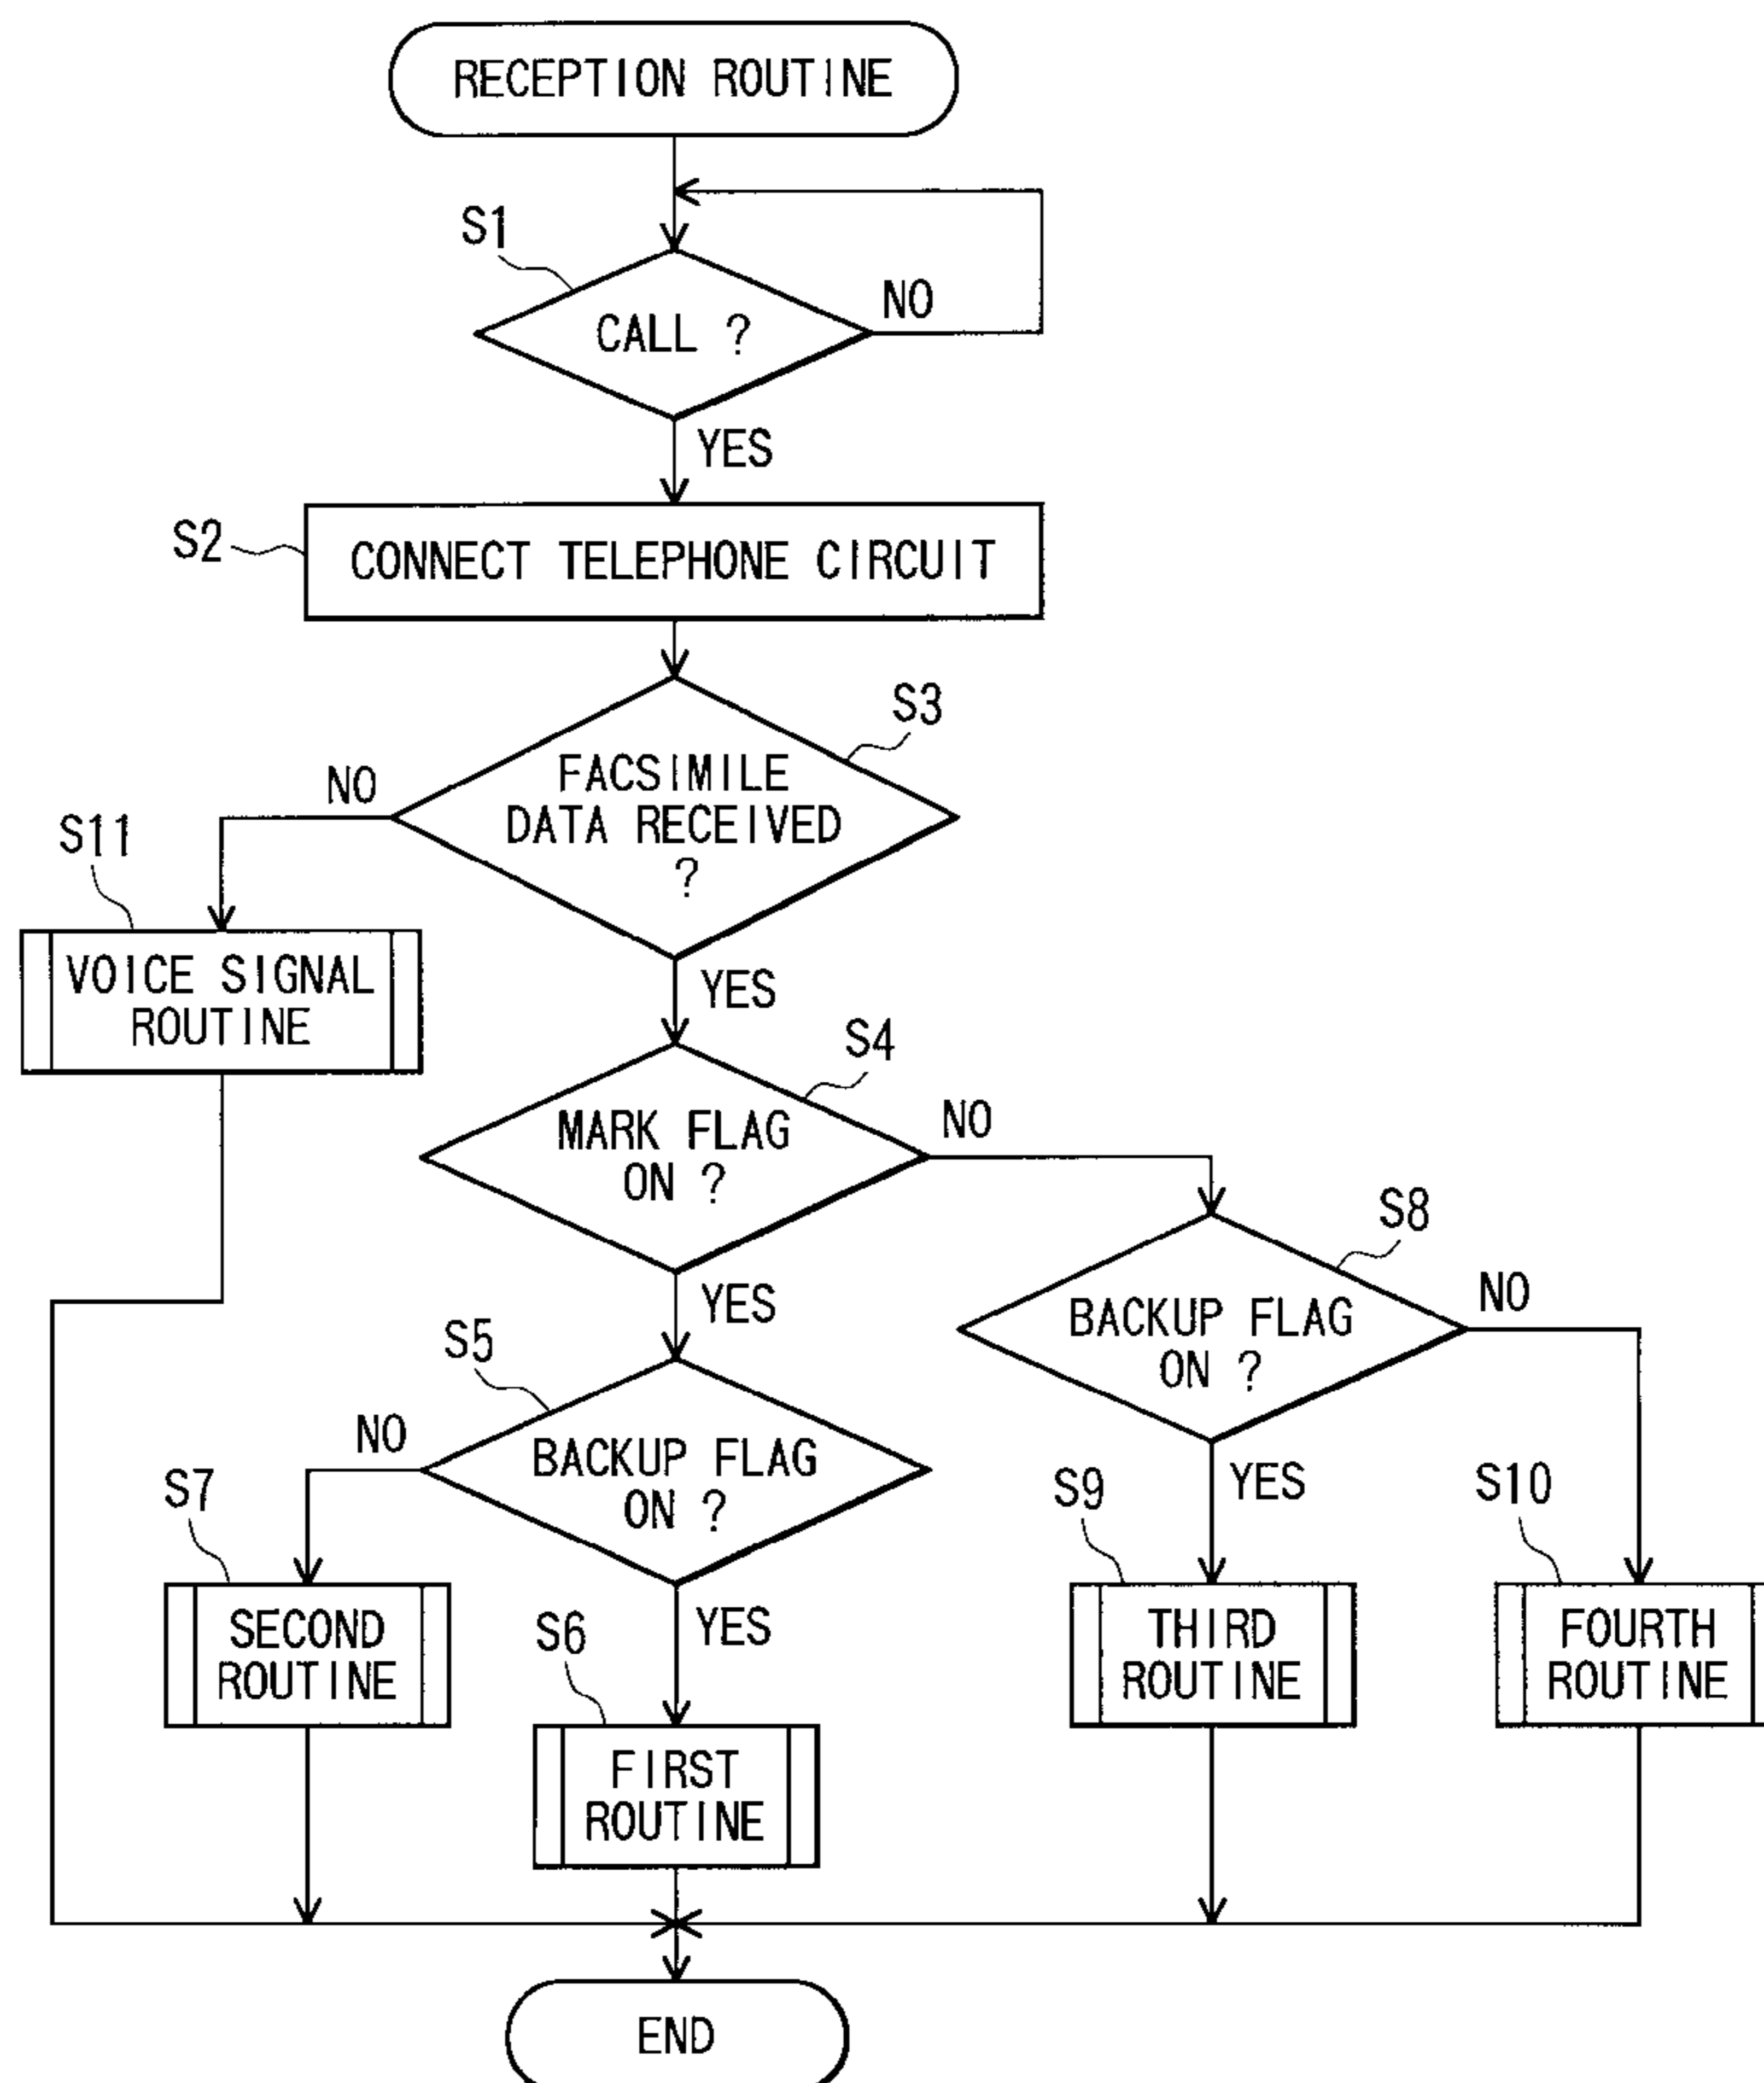 RECEPTION ROUTINE
S1
CALL ?
NO
YES
S2
CONNECT TELEPHONE CIRCUIT
S3
FACSIMILE
DATA RECEIVED
?
NO
S11
VOICE SIGNAL
ROUTINE
YES
S4
MARK FLAG
ON ?
NO
S8
BACKUP FLAG
ON ?
NO
YES
S5
BACKUP FLAG
ON ?
NO
S7
SECOND
ROUTINE
YES
S6
FIRST
ROUTINE
YES
S9
THIRD
ROUTINE
S10
FOURTH
ROUTINE
END